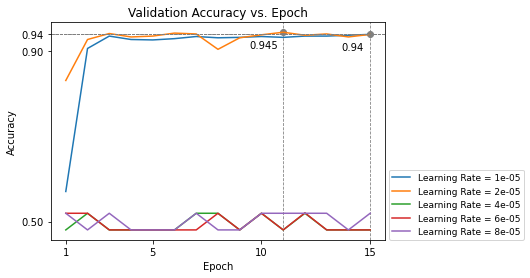 Validation Accuracy vs. Epoch
0.94
0.90
0.50
Accuracy
0.945
0.94
1
5
10
15
Epoch
Learning Rate = 1e-05
Learning Rate = 2e-05
Learning Rate = 4e-05
Learning Rate = 6e-05
Learning Rate = 8e-05